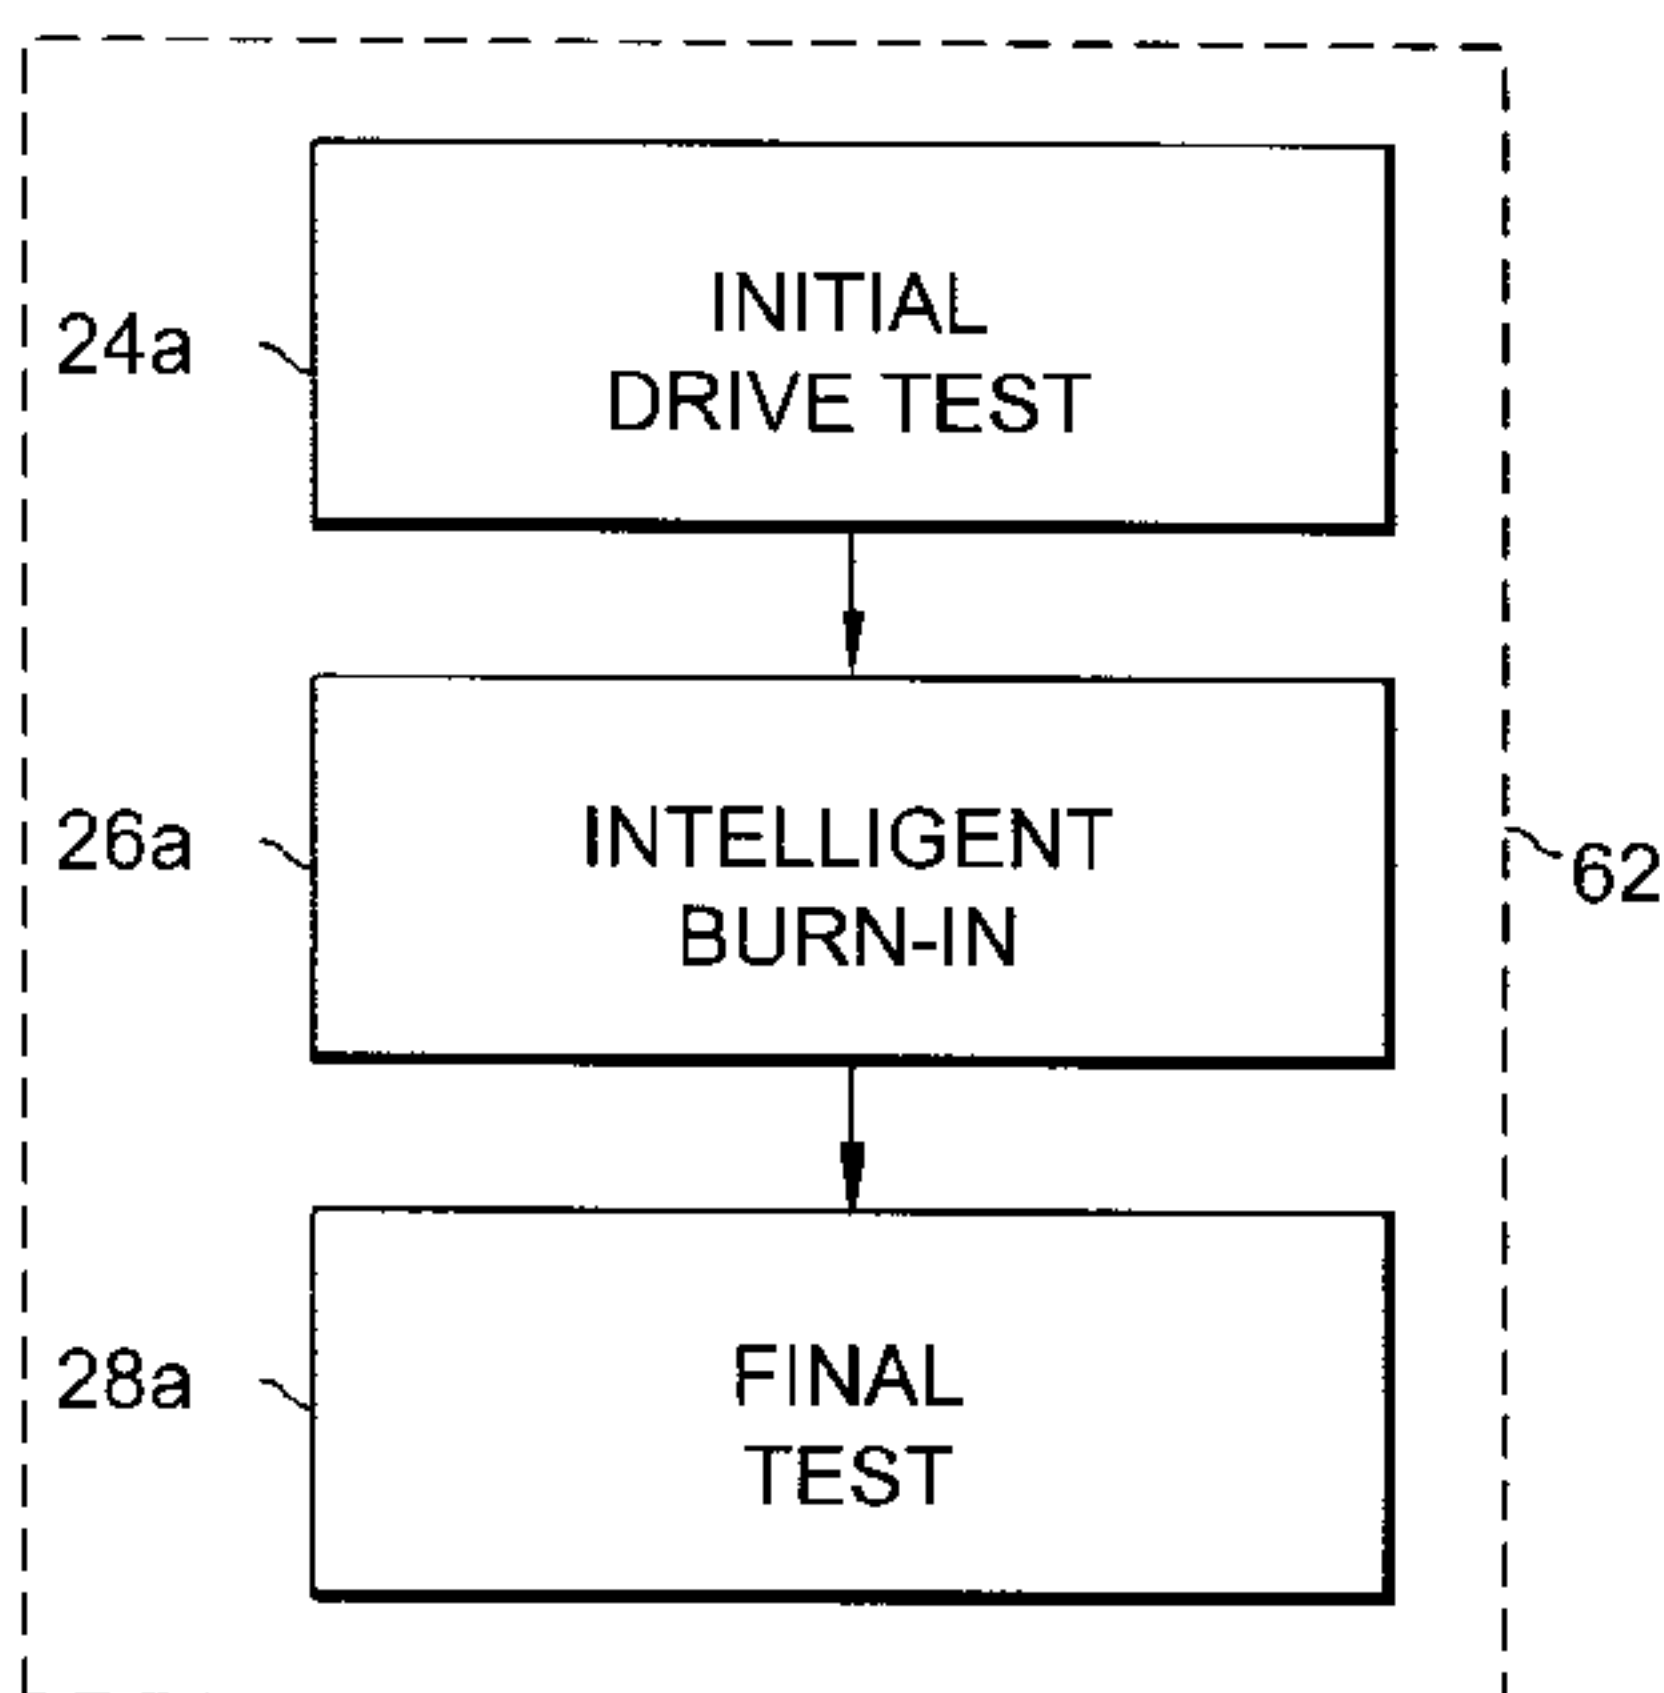 INITIAL
DRIVE TEST
24a
INTELLIGENT
BURN-IN
26a
62
FINAL
TEST
28a